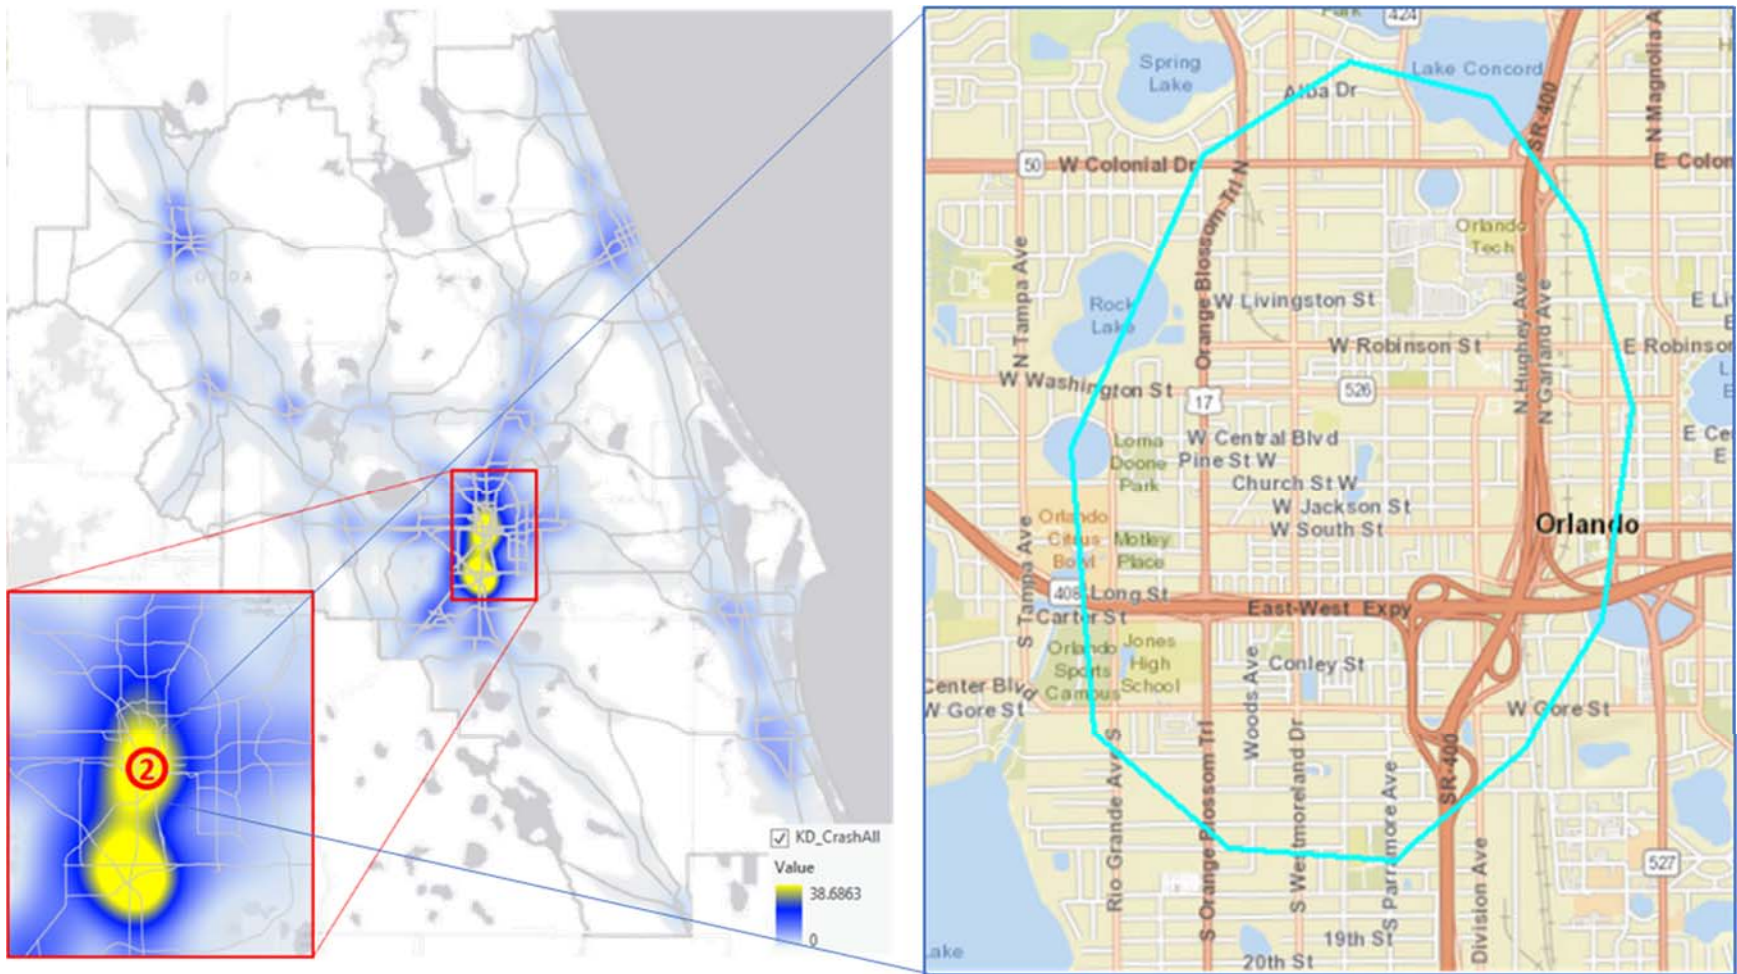 ORIDA
2
KD_CrashAll
Value
38.6863
0
Park
424
Spring
Lake
Lake Concord
Alba Dr
SR-400
N Magnolia A
50
W Colonial Dr
E Colon
Orange Blossom Trl N
Orlando
Tech
N Tampa Ave
Rock
Lake
W Livingston St
E Li
W Robinson St
E Robinson
N Hughey Ave
N Garland Ave
W Washington St
526
17
Lorna
Doone
Park
W Central Blvd
E Ce
E
Pine St W
Church St W
W Jackson St
W South St
Orlando
Citrus
Bowl
Motley
Place
Orlando
S Tampa Ave
408
Long St
East-West Expy
Carter St
Orlando
Sports
Campus
Jones
High
School
Woods Ave
Conley St
Center Blvd
W Gore St
W Gore St
Rio Grande Ave S
S Orange Blossom Trl
S Westmoreland Dr
S Parramore Ave
SR-400
Division Ave
527
19th St
20th St
Lake